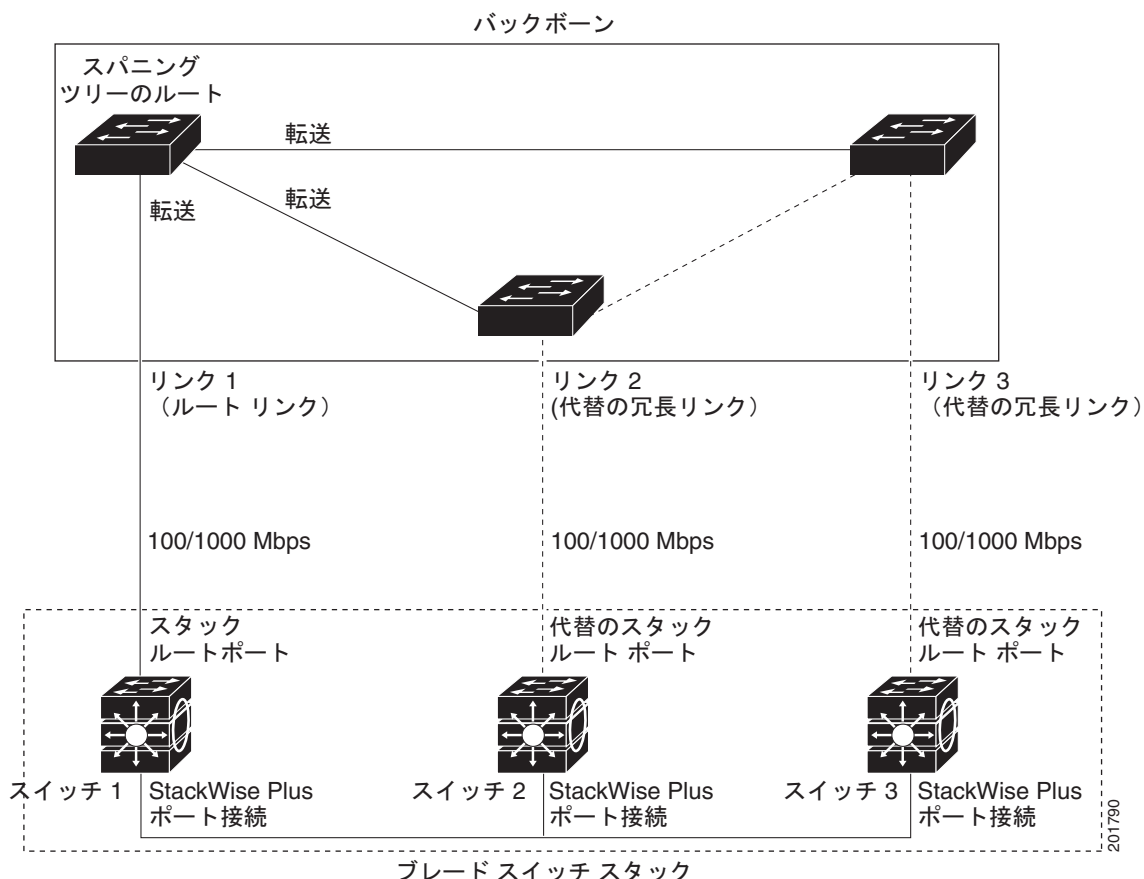 バックボーン
スパニング
ツリーのルート
転送
転送
転送
リンク 1
（ルート リンク）
リンク 2
(代替の冗長リンク）
リンク 3
（代替の冗長リンク）
100/1000 Mbps
100/1000 Mbps
100/1000 Mbps
スタック
ルートポート
代替のスタック
ルート ポート
代替のスタック
ルート ポート
スイッチ 1
StackWise Plus
ポート接続
スイッチ 2
StackWise Plus
ポート接続
スイッチ 3
StackWise Plus
ポート接続
201790
ブレード スイッチ スタック